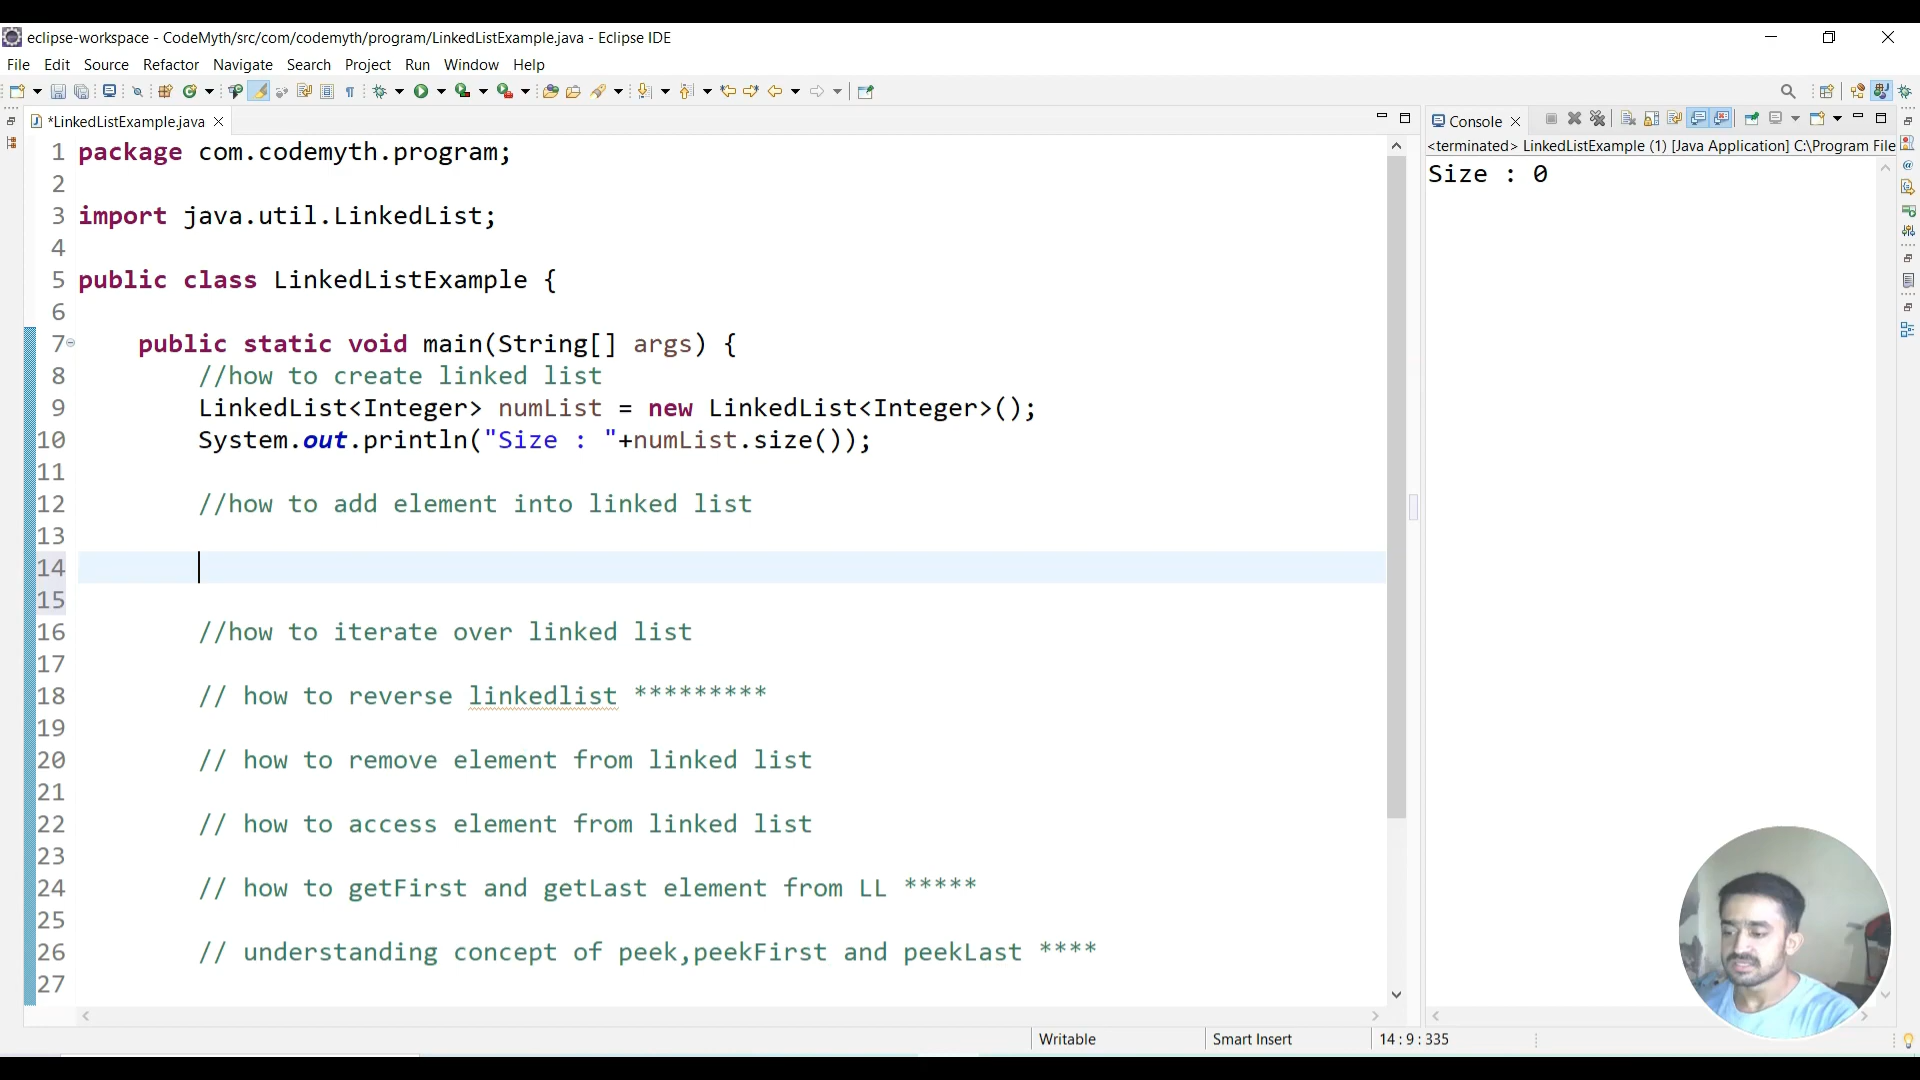 eclipse-workspace - CodeMyth/src/com/codemyth/program/LinkedListExample.java - Eclipse IDE
File Edit Source Refactor Navigate Search Project Run Window Help
*LinkedListExample.java
1 package com.codemyth.program;
2
3 import java.util.LinkedList;
4
5 public class LinkedListExample {
6
7 public static void main(String[] args) {
8 //how to create linked list
9 LinkedList<Integer> numList = new LinkedList<Integer>();
10 System.out.println("Size : "+numList.size());
11
12 //how to add element into linked list
13
14
15
16 //how to iterate over linked list
17
18 // how to reverse linkedlist *********
19
20 // how to remove element from linked list
21
22 // how to access element from linked list
23
24 // how to getFirst and getLast element from LL *****
25
26 // understanding concept of peek,peekFirst and peekLast ****
27
Console
<terminated> LinkedListExample (1) [Java Application] C:\Program File
Size : 0
Writable Smart Insert 14 : 9 : 335